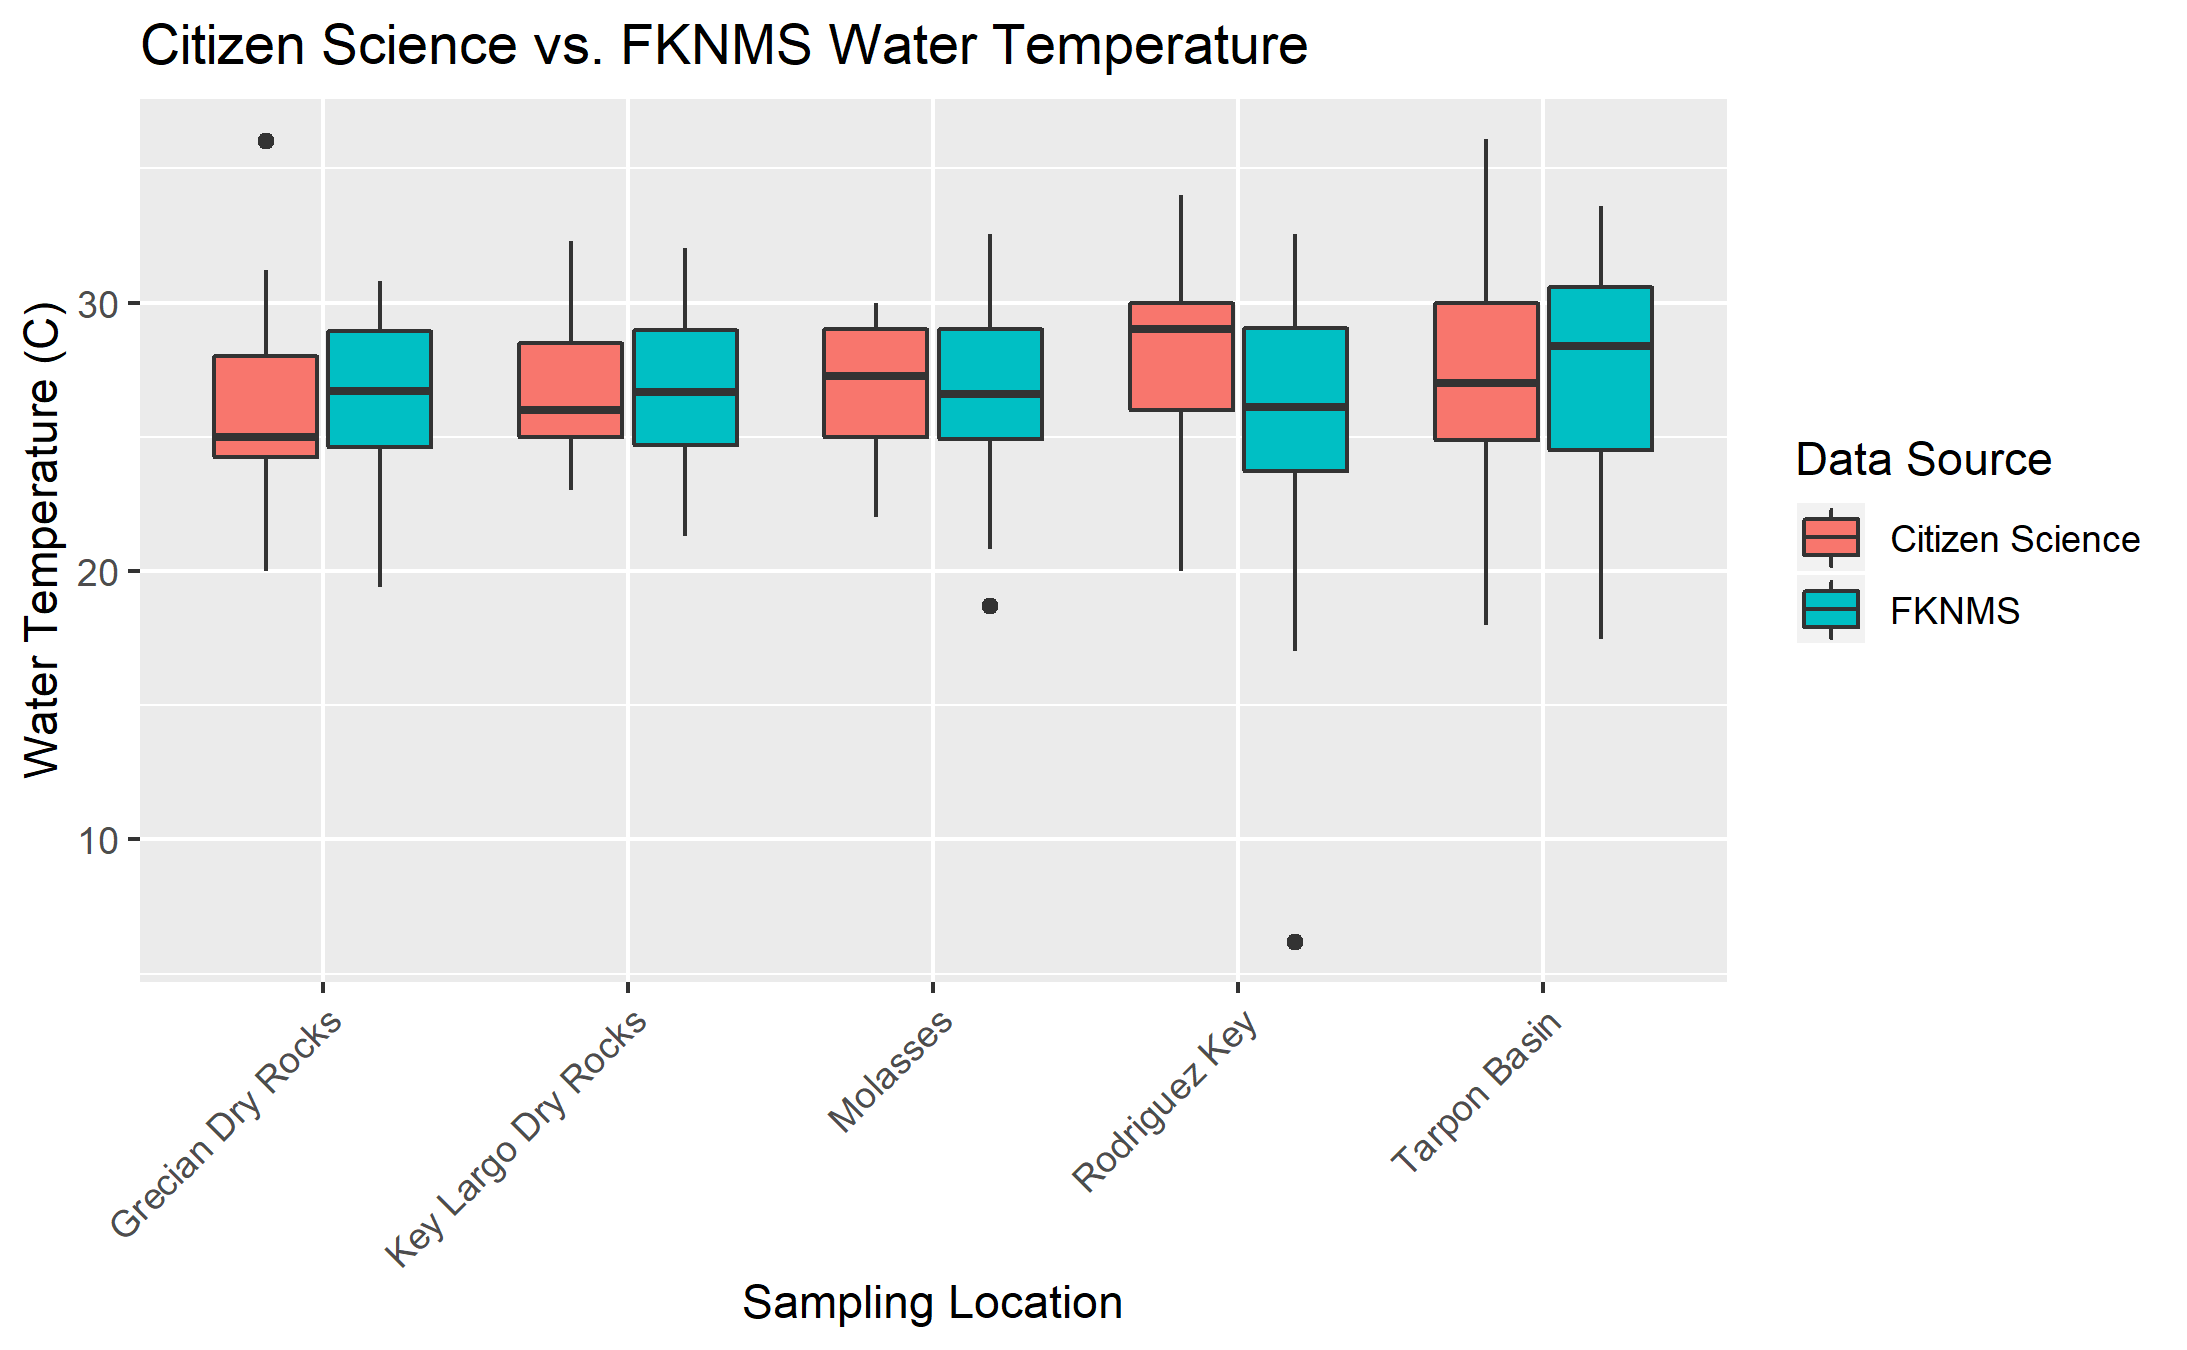 Citizen Science vs. FKNMS Water Temperature
Water Temperature (C)
30
20
10
Grecian Dry Rocks
Key Largo Dry Rocks
Molasses
Rodriguez Key
Tarpon Basin
Sampling Location
Data Source
Citizen Science
FKNMS